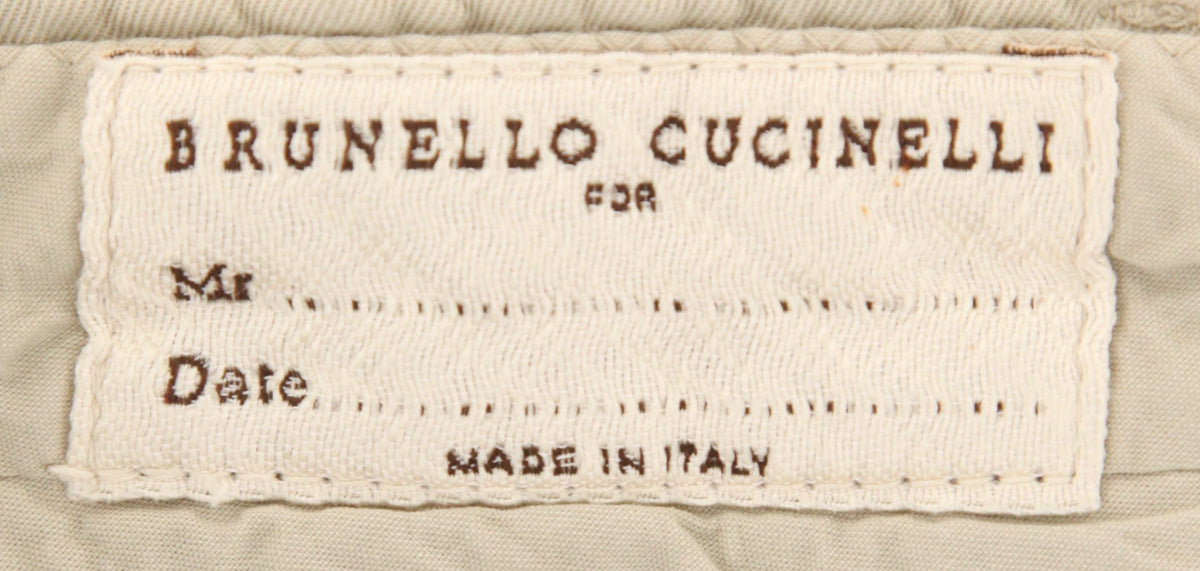 BRUNELLO CUCINELLI
FOR
Mr ..........................................
Date..........................................
MADE IN ITALY